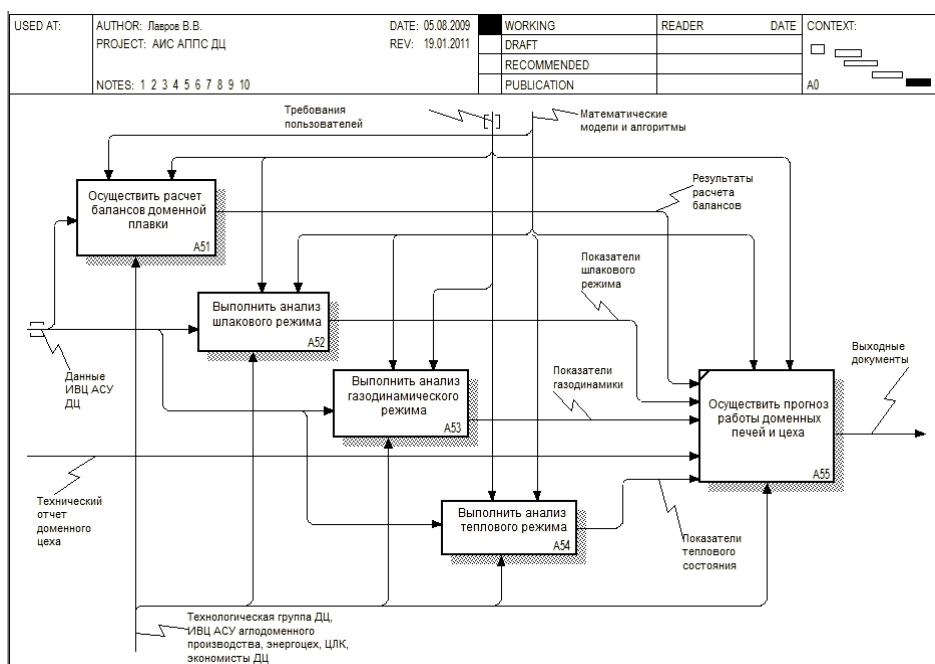 USED AT:
AUTHOR: Лавров В.В.
DATE: 05.08.2009
WORKING
READER
DATE
CONTEXT:
PROJECT: АИС АППС ДЦ
REV: 19.01.2011
DRAFT
RECOMMENDED
NOTES: 1 2 3 4 5 6 7 8 9 10
PUBLICATION
A0
Требования
пользователей
Математические
модели и алгоритмы
Осуществить расчет
балансов доменной
плавки
A51
Результаты
расчета
балансов
Показатели
шлакового
режима
Выполнить анализ
шлакового режима
A52
Данные
ИВЦ АСУ
ДЦ
Выходные
документы
Выполнить анализ
газодинамического
режима
A53
Показатели
газодинамики
Осуществить прогноз
работы доменных
печей и цеха
A55
Технический
отчет
доменного
цеха
Выполнить анализ
теплового режима
A54
Показатели
теплового
состояния
Технологическая группа ДЦ,
ИВЦ АСУ аглодоменного
производства, энергоцех, ЦЛК,
экономисты ДЦ